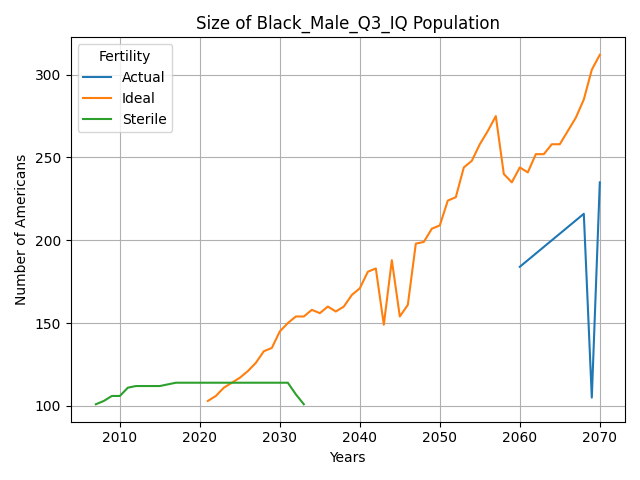 Size of Black_Male_Q3_IQ Population
Fertility
Actual
Ideal
Sterile
Number of Americans
300
250
200
150
100
2010 2020 2030 2040 2050 2060 2070
Years